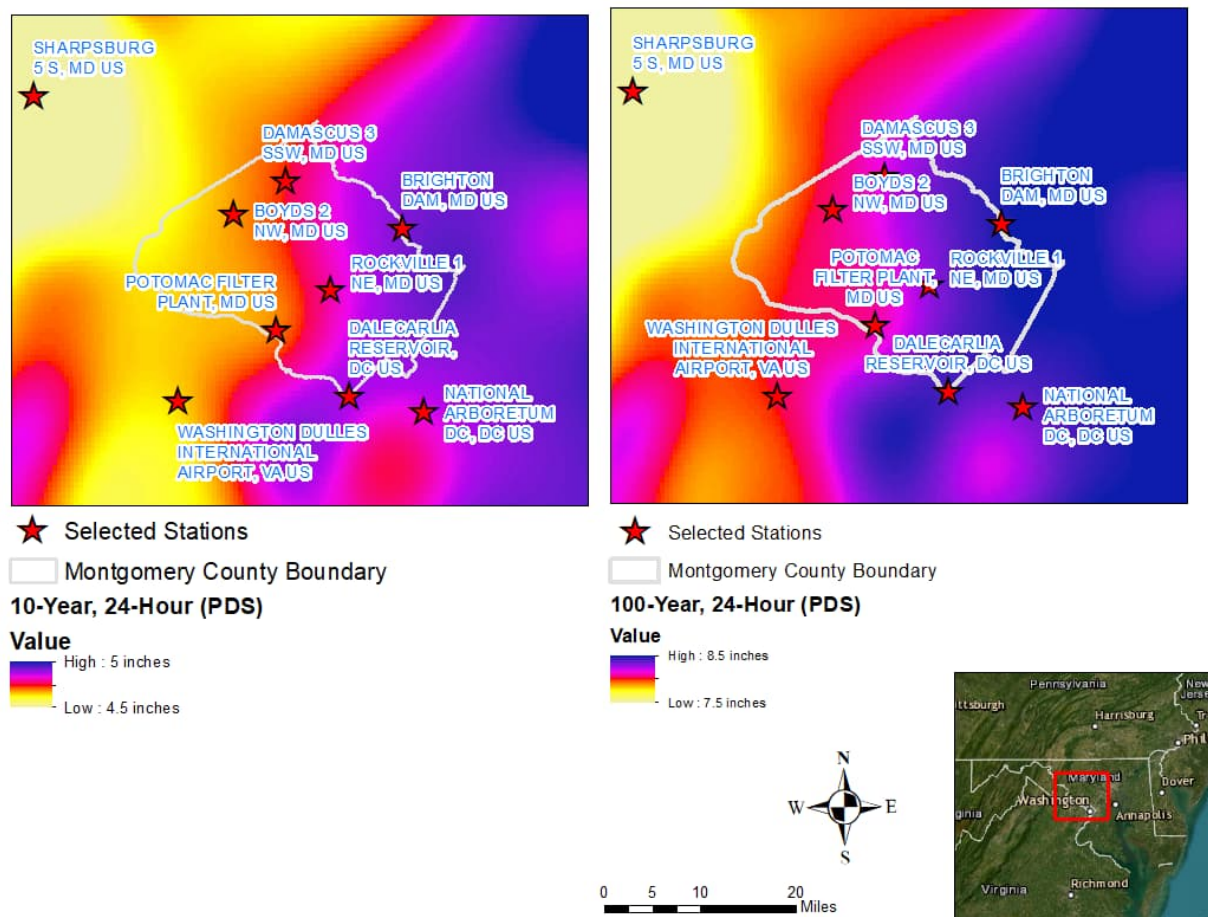 SHARPSBURG
5 S, MD US
DAMASCUS 3
SSW, MD US
BRIGHTON
DAM, MD US
BOYDS 2
NW, MD US
ROCKVILLE 1
NE, MD US
POTOMAC FILTER
PLANT, MD US
DALECARLIA
RESERVOIR,
DC US
NATIONAL
ARBORETUM
DC, DC US
WASHINGTON DULLES
INTERNATIONAL
AIRPORT, VA US
Selected Stations
Montgomery County Boundary
10-Year, 24-Hour (PDS)
Value
High : 5 inches
Low : 4.5 inches
SHARPSBURG
5 S, MD US
DAMASCUS 3
SSW, MD US
BRIGHTON
DAM, MD US
BOYDS 2
NW, MD US
POTOMAC
FILTER PLANT,
MD US
ROCKVILLE 1
NE, MD US
WASHINGTON DULLES
INTERNATIONAL
AIRPORT, VA US
DALECARLIA
RESERVOIR, DC US
NATIONAL
ARBORETUM
DC, DC US
Selected Stations
Montgomery County Boundary
100-Year, 24-Hour (PDS)
Value
High : 8.5 inches
Low : 7.5 inches
N
W E
S
0 5 10 20
Miles
Pennsylvania
New
Jerse
ttsburgh
Harrisburg
Tr
Phil
Maryland
Dover
Washington
Annapolis
ginia
Virginia
Richmond